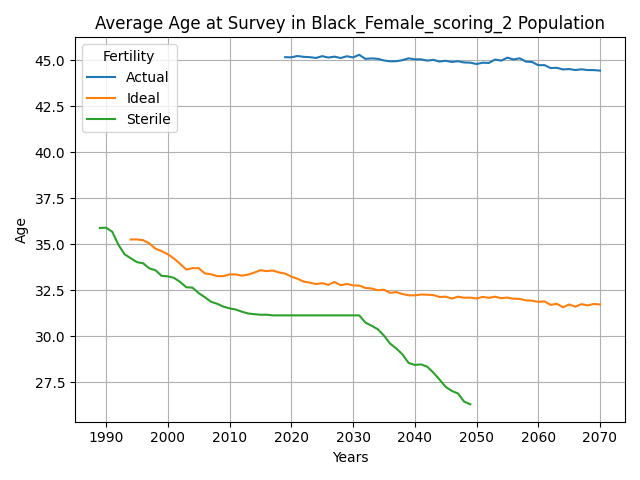 Average Age at Survey in Black_Female_scoring_2 Population
Fertility
Actual
Ideal
Sterile
Age
45.0
42.5
40.0
37.5
35.0
32.5
30.0
27.5
1990 2000 2010 2020 2030 2040 2050 2060 2070
Years